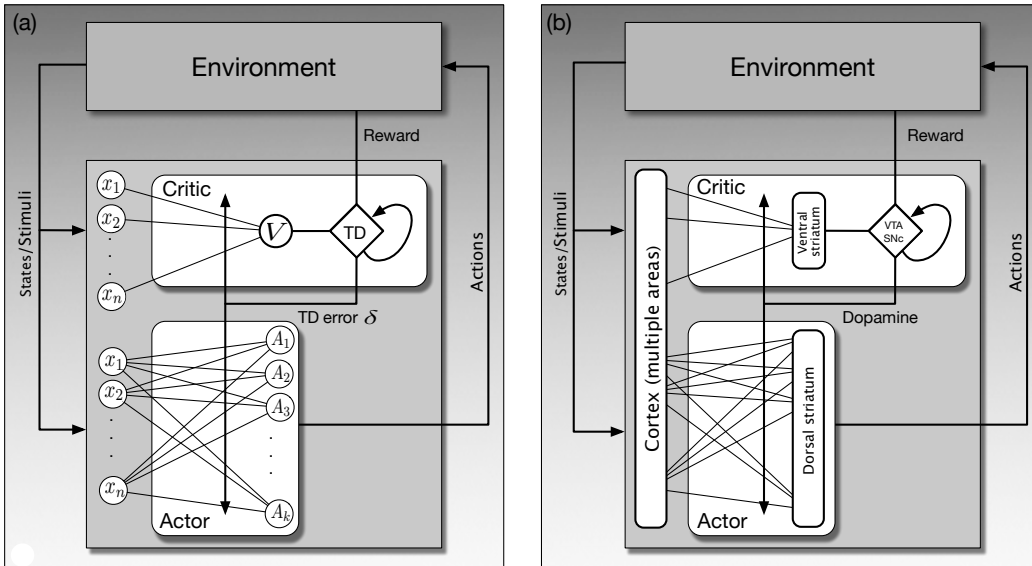 (a)
Environment
Reward
States/Stimuli
Actions
Critic
x₁
x₂
.
.
.
xₙ
V
TD
TD error δ
x₁
x₂
.
.
.
xₙ
A₁
A₂
A₃
.
.
.
Aₖ
Actor
(b)
Environment
Reward
States/Stimuli
Actions
Cortex (multiple areas)
Critic
Ventral
striatum
VTA
SNc
Dopamine
Dorsal striatum
Actor